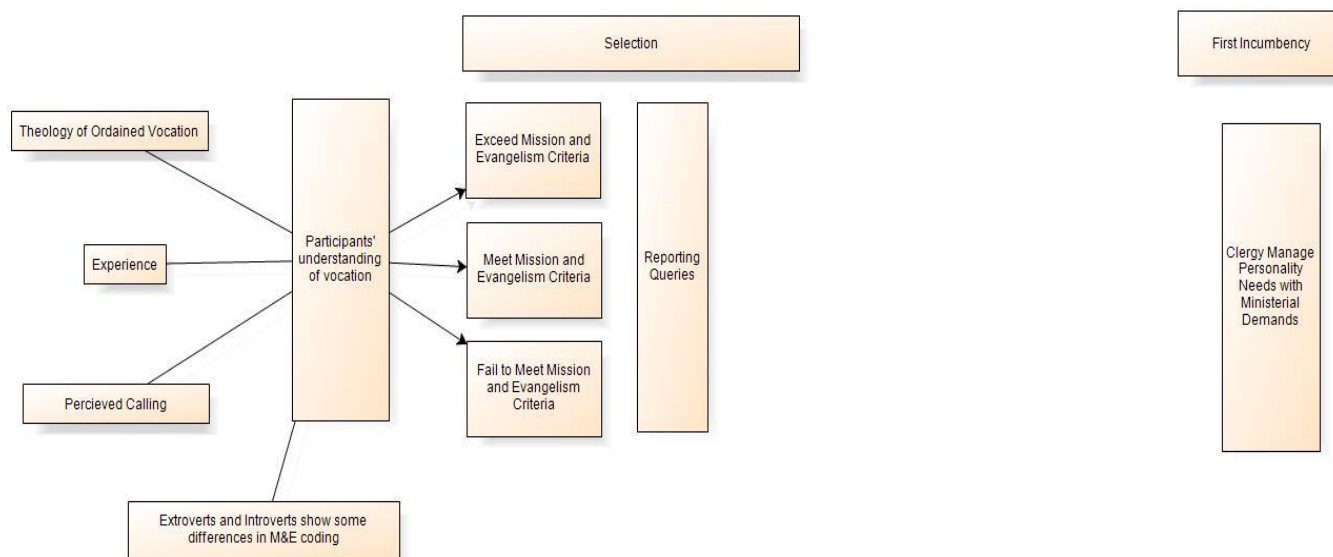 Selection
First Incumbency
Theology of Ordained Vocation
Experience
Percieved Calling
Extroverts and Introverts show some
differences in M&E coding
Participants'
understanding
of vocation
Exceed Mission and
Evangelism Criteria
Meet Mission and
Evangelism Criteria
Fail to Meet Mission
and Evangelism
Criteria
Reporting
Queries
Clergy Manage
Personality
Needs with
Ministerial
Demands